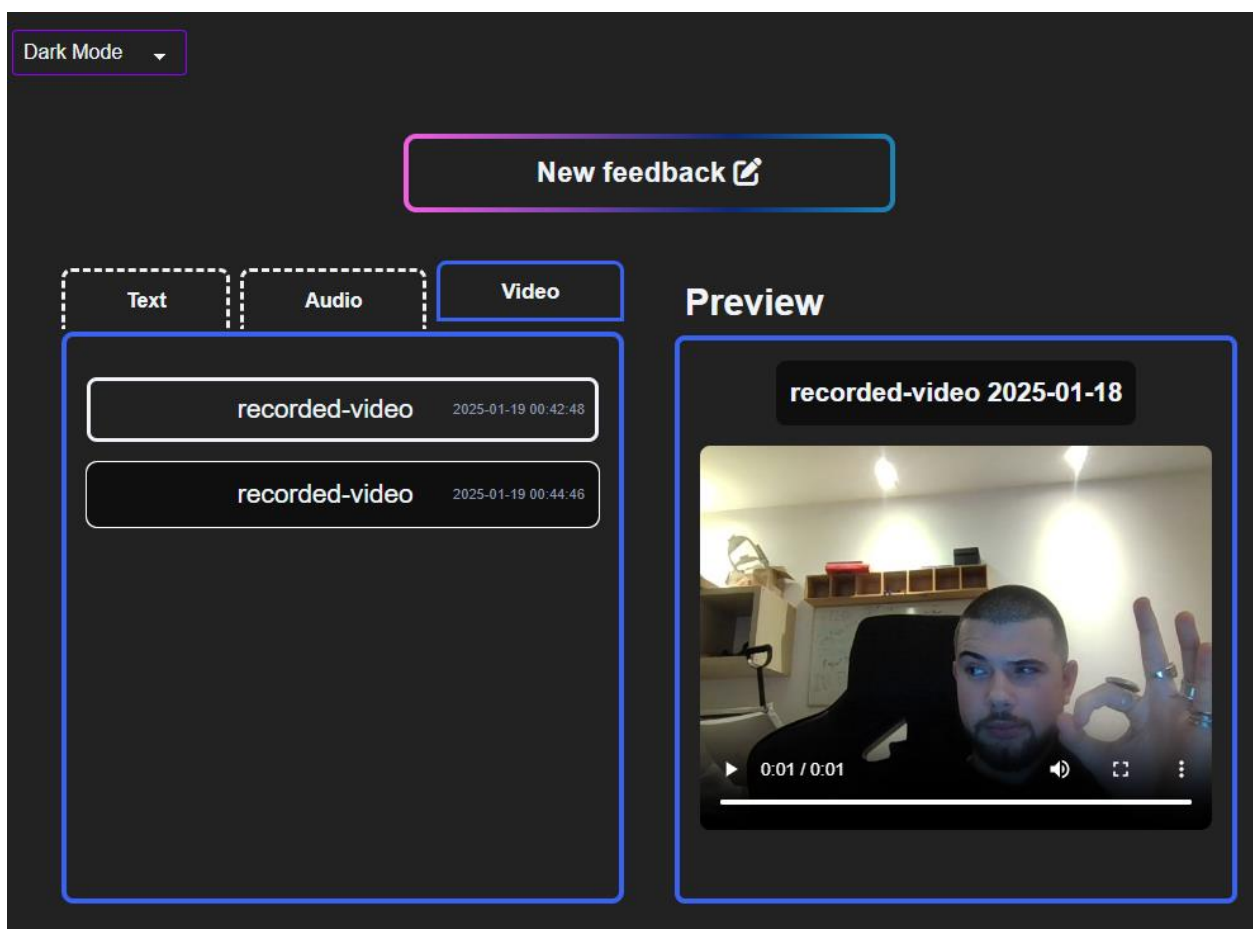 Dark Mode
New feedback
Text
Audio
Video
recorded-video 2025-01-19 00:42:48
recorded-video 2025-01-19 00:44:46
Preview
recorded-video 2025-01-18
0:01 / 0:01